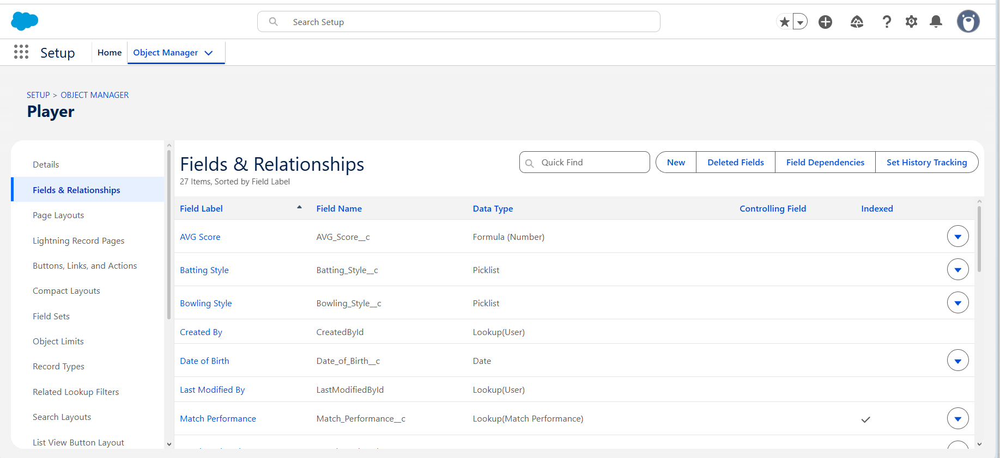 Search Setup
Setup
Home
Object Manager
SETUP > OBJECT MANAGER
Player
Details
Fields & Relationships
Page Layouts
Lightning Record Pages
Buttons, Links, and Actions
Compact Layouts
Field Sets
Object Limits
Record Types
Related Lookup Filters
Search Layouts
List View Button Layout
Fields & Relationships
27 Items, Sorted by Field Label
Quick Find
New
Deleted Fields
Field Dependencies
Set History Tracking
Field Label Field Name Data Type Controlling Field Indexed
AVG Score AVG_Score__c Formula (Number)
Batting Style Batting_Style__c Picklist
Bowling Style Bowling_Style__c Picklist
Created By CreatedById Lookup(User)
Date of Birth Date_of_Birth__c Date
Last Modified By LastModifiedById Lookup(User)
Match Performance Match_Performance__c Lookup(Match Performance)